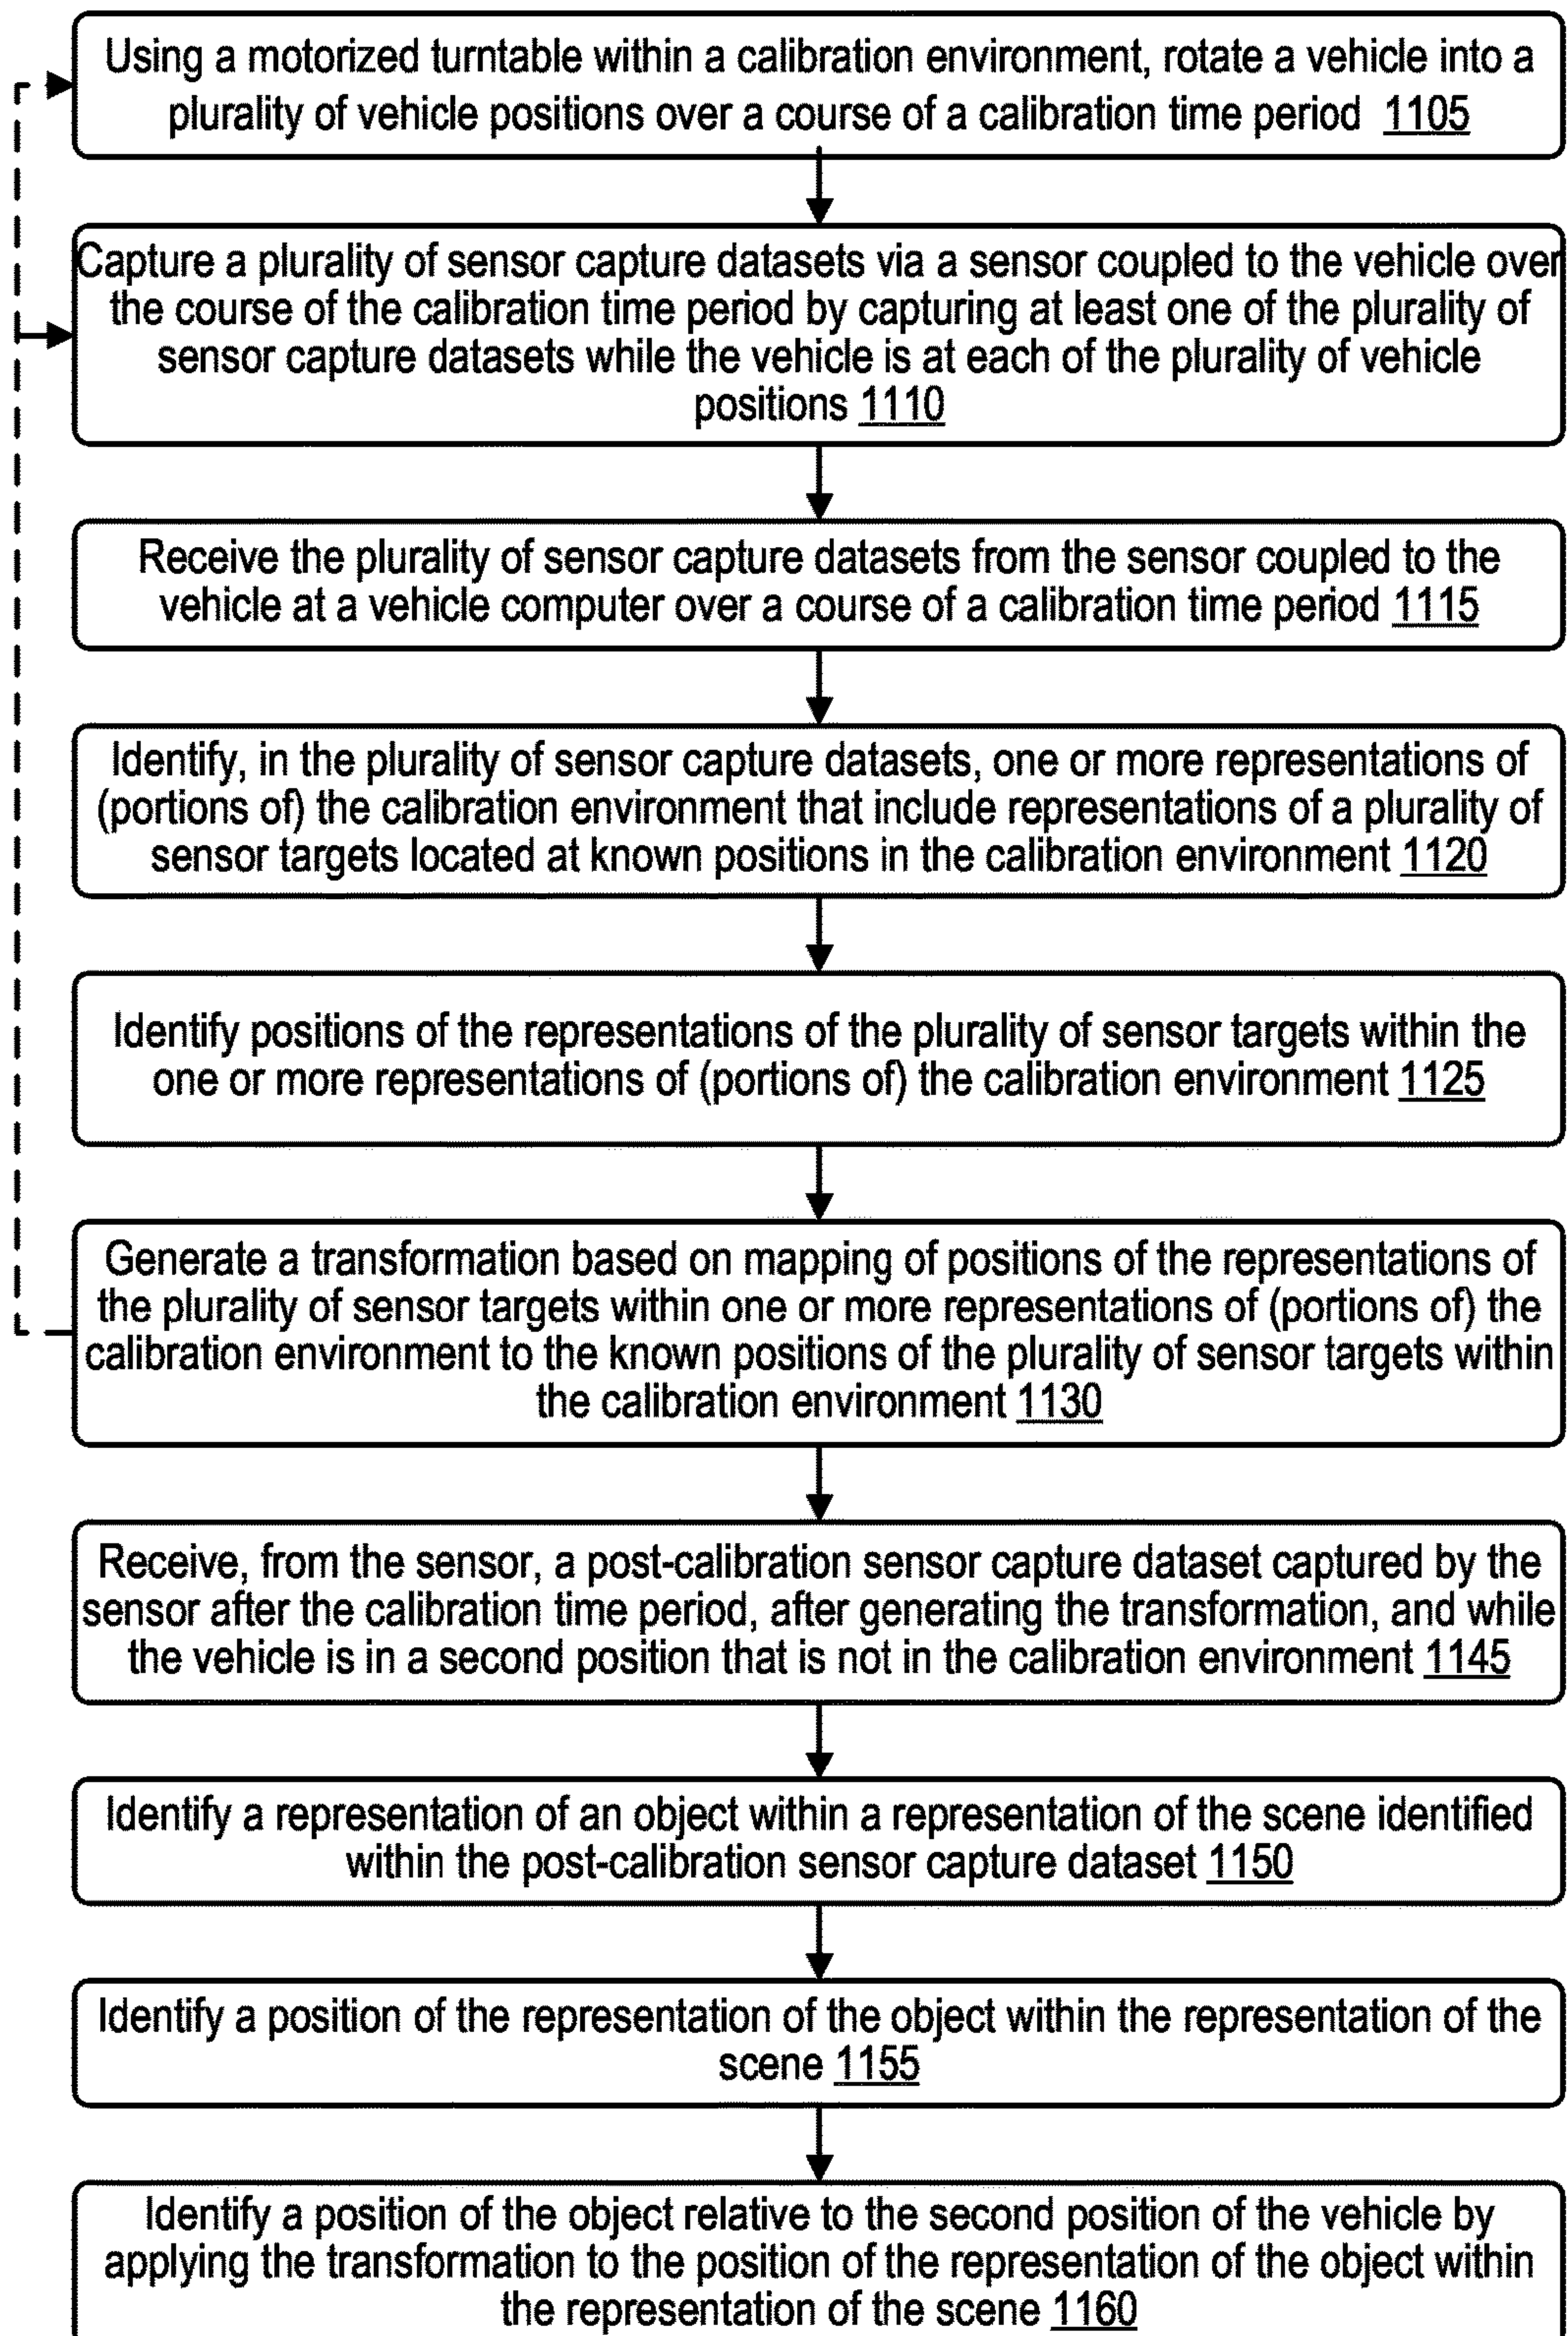 Using a motorized turntable within a calibration environment, rotate a vehicle into a
plurality of vehicle positions over a course of a calibration time period 1105
Capture a plurality of sensor capture datasets via a sensor coupled to the vehicle over
the course of the calibration time period by capturing at least one of the plurality of
sensor capture datasets while the vehicle is at each of the plurality of vehicle
positions 1110
Receive the plurality of sensor capture datasets from the sensor coupled to the
vehicle at a vehicle computer over a course of a calibration time period 1115
Identify, in the plurality of sensor capture datasets, one or more representations of
(portions of) the calibration environment that include representations of a plurality of
sensor targets located at known positions in the calibration environment 1120
Identify positions of the representations of the plurality of sensor targets within the
one or more representations of (portions of) the calibration environment 1125
Generate a transformation based on mapping of positions of the representations of
the plurality of sensor targets within one or more representations of (portions of) the
calibration environment to the known positions of the plurality of sensor targets within
the calibration environment 1130
Receive, from the sensor, a post-calibration sensor capture dataset captured by the
sensor after the calibration time period, after generating the transformation, and while
the vehicle is in a second position that is not in the calibration environment 1145
Identify a representation of an object within a representation of the scene identified
within the post-calibration sensor capture dataset 1150
Identify a position of the representation of the object within the representation of the
scene 1155
Identify a position of the object relative to the second position of the vehicle by
applying the transformation to the position of the representation of the object within
the representation of the scene 1160